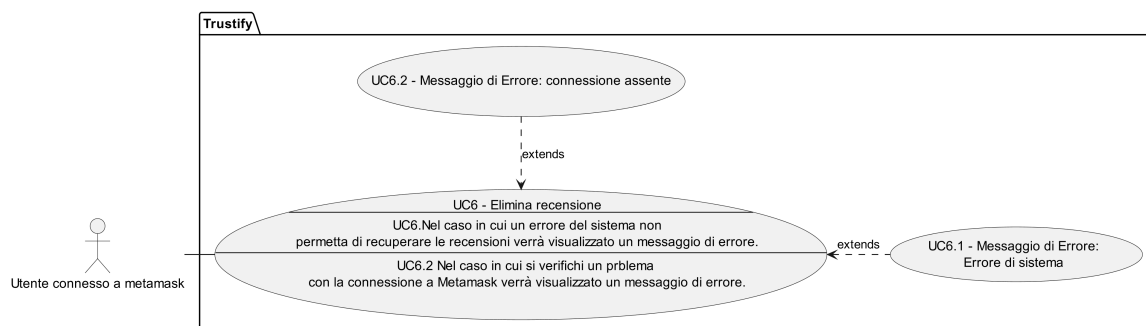 Trustify
UC6.2 - Messaggio di Errore: connessione assente
extends
UC6 - Elimina recensione
UC6.Nel caso in cui un errore del sistema non
permetta di recuperare le recensioni verrà visualizzato un messaggio di errore.
UC6.2 Nel caso in cui si verifichi un prblema
con la connessione a Metamask verrà visualizzato un messaggio di errore.
extends
UC6.1 - Messaggio di Errore:
Errore di sistema
Utente connesso a metamask